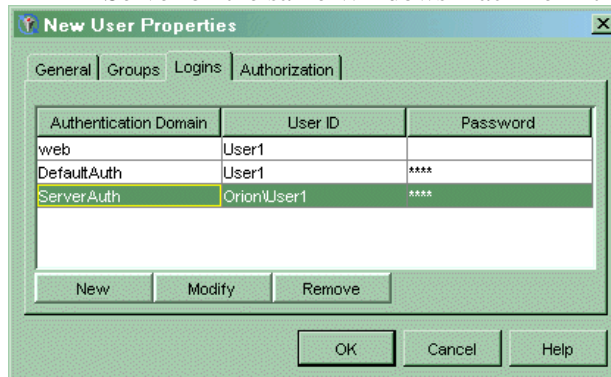 New User Properties
General Groups Logins Authorization
Authentication Domain User ID Password
web User1
DefaultAuth User1 ****
ServerAuth Orion\User1 ****
New Modify Remove
OK Cancel Help